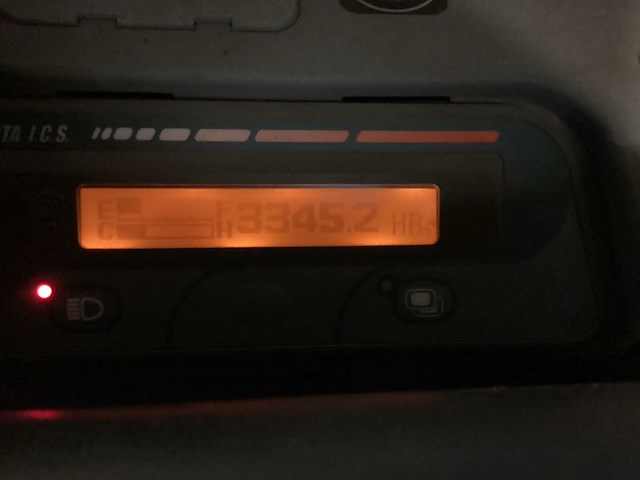 TA I.C.S.
E F 3345.2 HR
C H